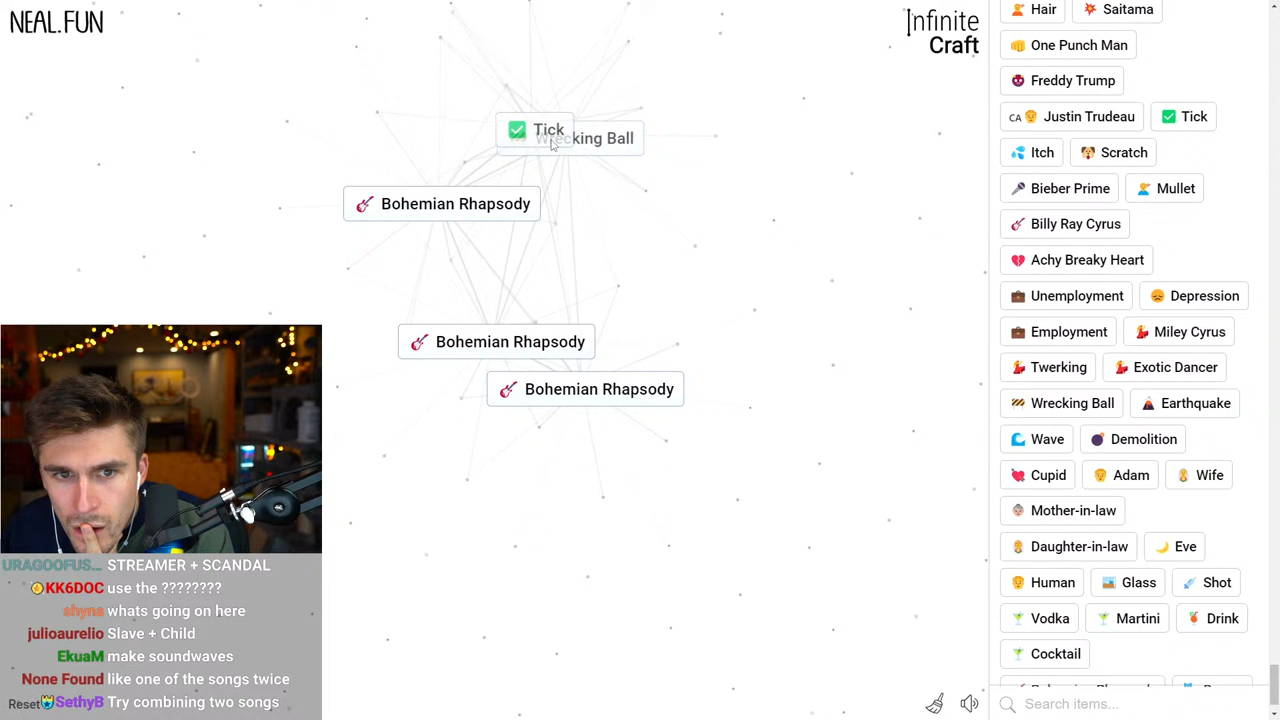 NEAL.FUN
Infinite
Craft
Tick
Wrecking Ball
Bohemian Rhapsody
Bohemian Rhapsody
Bohemian Rhapsody
Hair Saitama
One Punch Man
Freddy Trump
CA Justin Trudeau Tick
Itch Scratch
Bieber Prime Mullet
Billy Ray Cyrus
Achy Breaky Heart
Unemployment Depression
Employment Miley Cyrus
Twerking Exotic Dancer
Wrecking Ball Earthquake
Wave Demolition
Cupid Adam Wife
Mother-in-law
Daughter-in-law Eve
Human Glass Shot
Vodka Martini Drink
Cocktail
Search items...
URAGOOFUS... STREAMER + SCANDAL
KK6DOC use the ????????
shyna whats going on here
julioaurelio Slave + Child
EkuaM make soundwaves
None Found like one of the songs twice
Reset SethyB Try combining two songs